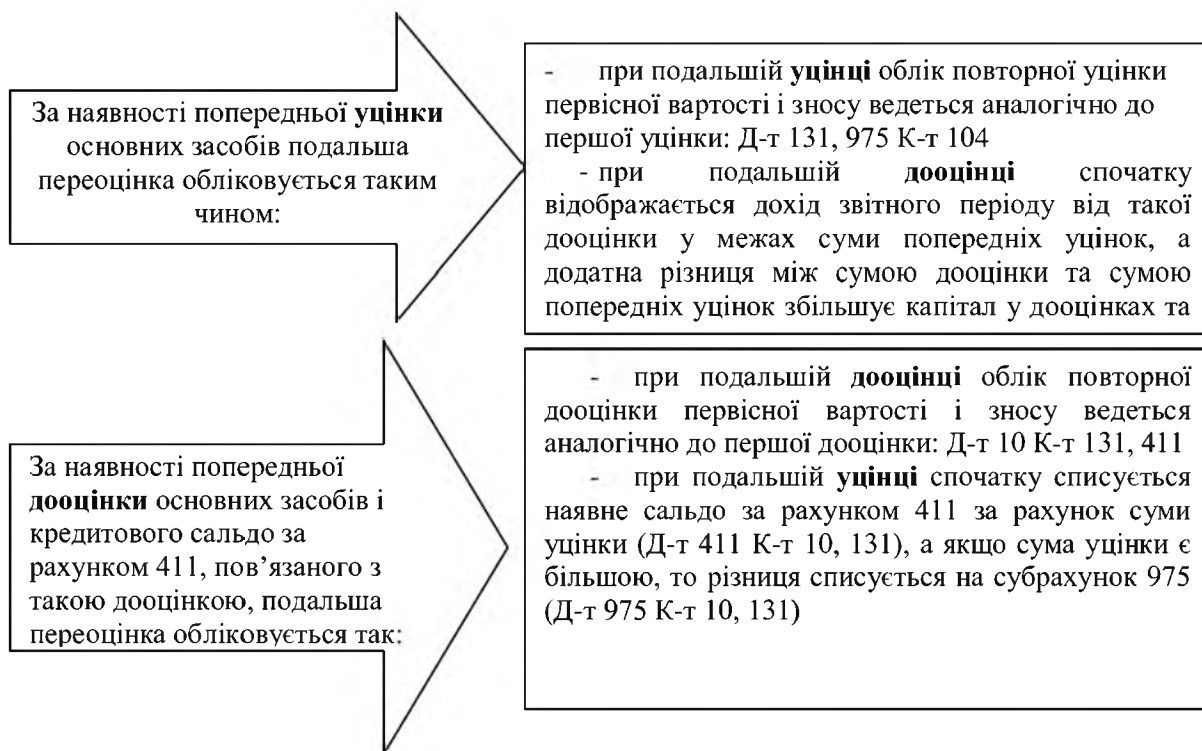 За наявності попередньої уцінки
основних засобів подальша
переоцінка обліковується таким
чином:
- при подальшій уцінці облік повторної уцінки
первісної вартості і зносу ведеться аналогічно до
першої уцінки: Д-т 131, 975 К-т 104
- при подальшій дооцінці спочатку
відображається дохід звітного періоду від такої
дооцінки у межах суми попередніх уцінок, а
додатна різниця між сумою дооцінки та сумою
попередніх уцінок збільшує капітал у дооцінках та
За наявності попередньої
дооцінки основних засобів і
кредитового сальдо за
рахунком 411, пов’язаного з
такою дооцінкою, подальша
переоцінка обліковується так:
- при подальшій дооцінці облік повторної
дооцінки первісної вартості і зносу ведеться
аналогічно до першої дооцінки: Д-т 10 К-т 131, 411
- при подальшій уцінці спочатку списується
наявне сальдо за рахунком 411 за рахунок суми
уцінки (Д-т 411 К-т 10, 131), а якщо сума уцінки є
більшою, то різниця списується на субрахунок 975
(Д-т 975 К-т 10, 131)